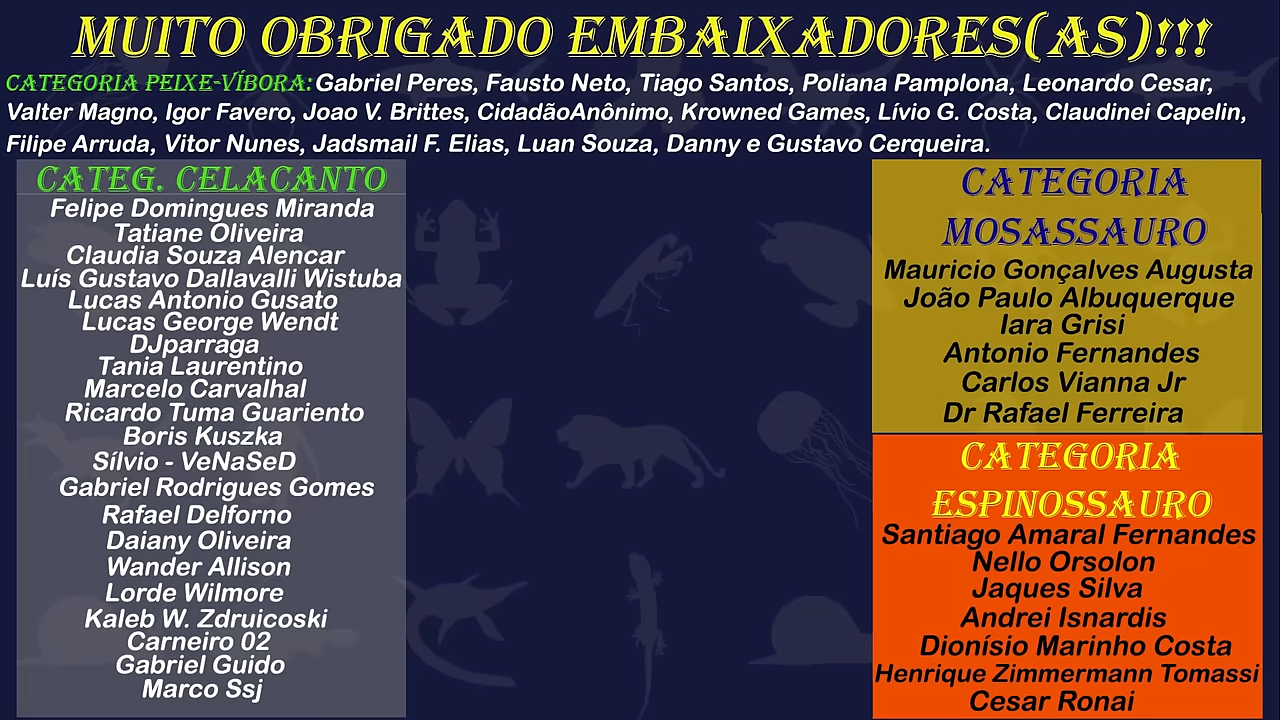 MUITO OBRIGADO EMBAIXADORES(AS)!!!
CATEGORIA PEIXE-VÍBORA: Gabriel Peres, Fausto Neto, Tiago Santos, Poliana Pamplona, Leonardo Cesar,
Valter Magno, Igor Favero, Joao V. Brittes, CidadãoAnônimo, Krowned Games, Lívio G. Costa, Claudinei Capelin,
Filipe Arruda, Vitor Nunes, Jadsmail F. Elias, Luan Souza, Danny e Gustavo Cerqueira.
CATEG. CELACANTO
Felipe Domingues Miranda
Tatiane Oliveira
Claudia Souza Alencar
Luís Gustavo Dallavalli Wistuba
Lucas Antonio Gusato
Lucas George Wendt
DJparraga
Tania Laurentino
Marcelo Carvalhal
Ricardo Tuma Guariento
Boris Kuszka
Sílvio - VeNaSeD
Gabriel Rodrigues Gomes
Rafael Delforno
Daiany Oliveira
Wander Allison
Lorde Wilmore
Kaleb W. Zdruicoski
Carneiro 02
Gabriel Guido
Marco Ssj
CATEGORIA
MOSASSAURO
Mauricio Gonçalves Augusta
João Paulo Albuquerque
Iara Grisi
Antonio Fernandes
Carlos Vianna Jr
Dr Rafael Ferreira
CATEGORIA
ESPINOSSAURO
Santiago Amaral Fernandes
Nello Orsolon
Jaques Silva
Andrei Isnardis
Dionísio Marinho Costa
Henrique Zimmermann Tomassi
Cesar Ronai